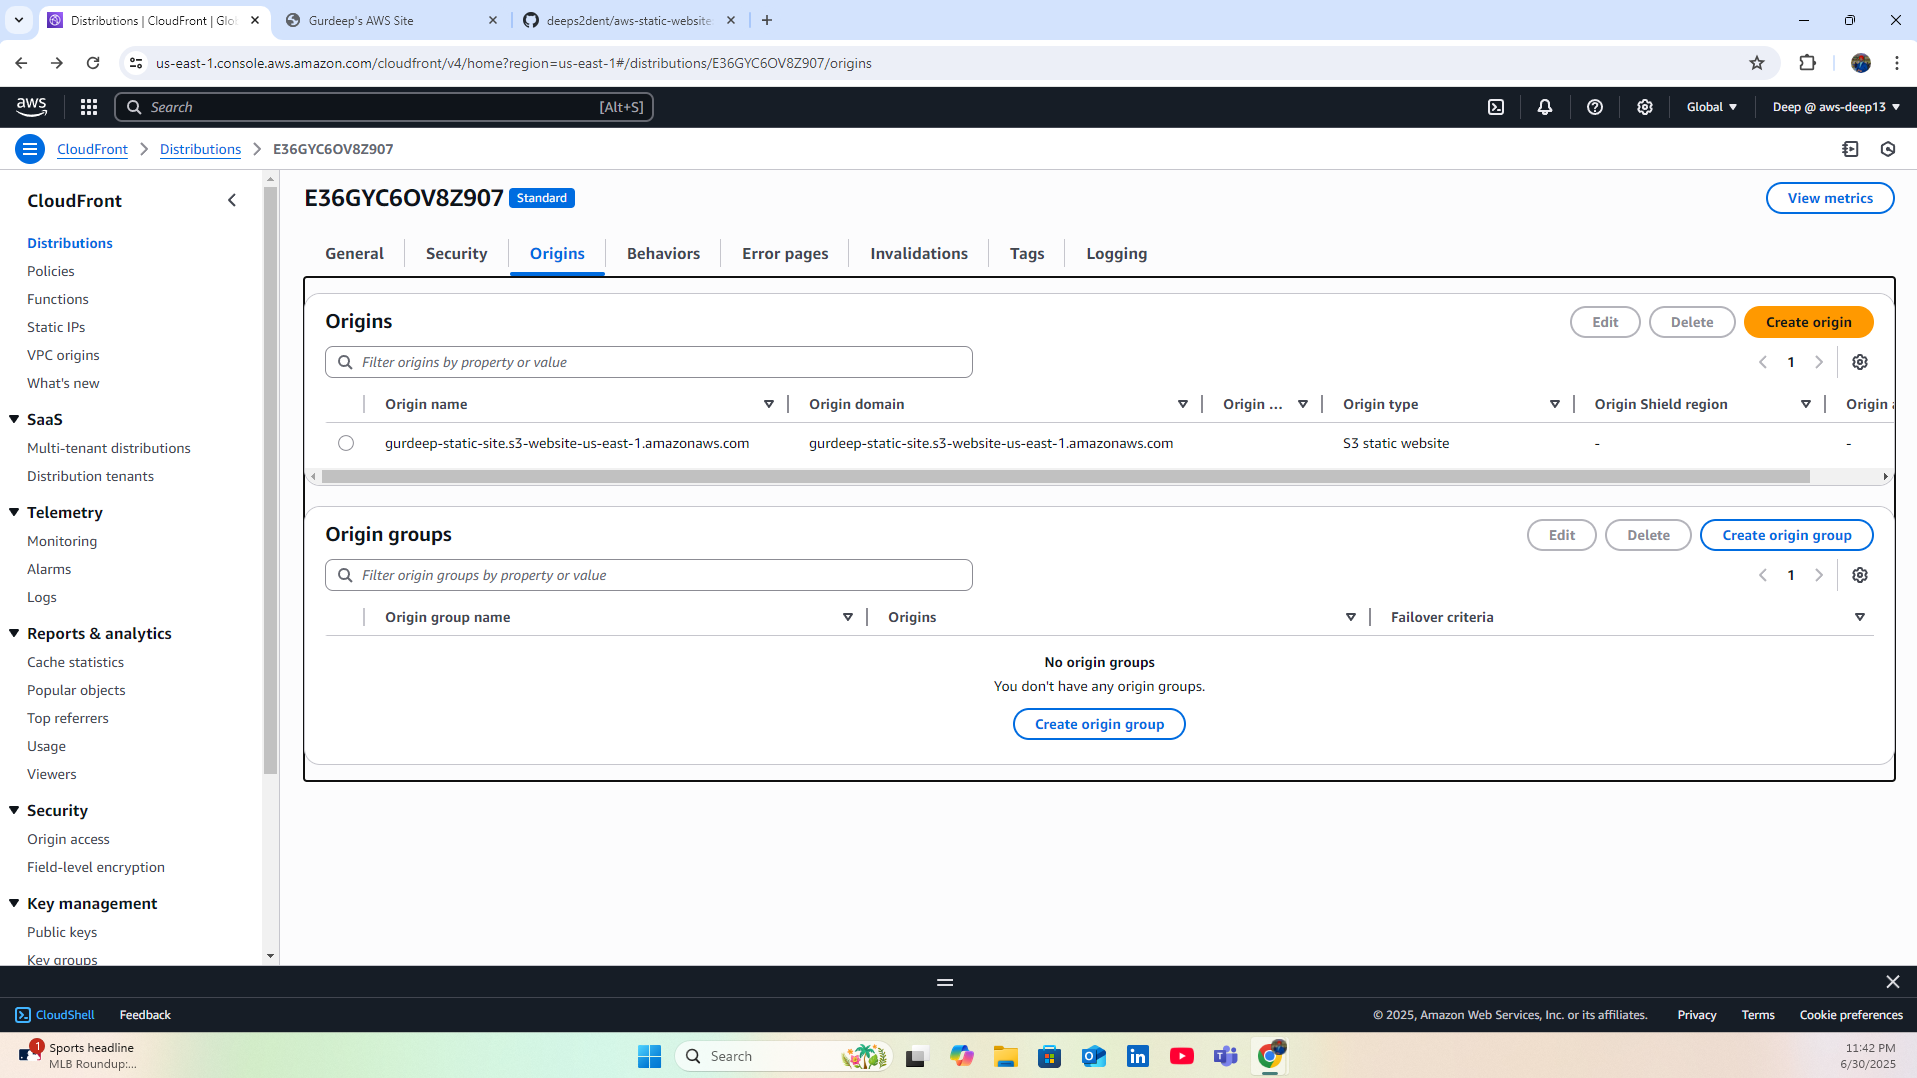 Distributions | CloudFront | Glo
Gurdeep's AWS Site
deeps2dent/aws-static-website
us-east-1.console.aws.amazon.com/cloudfront/v4/home?region=us-east-1#/distributions/E36GYC6OV8Z907/origins
aws
Search
[Alt+S]
Global
Deep @ aws-deep13
CloudFront
Distributions
E36GYC6OV8Z907
CloudFront
Distributions
Policies
Functions
Static IPs
VPC origins
What's new
SaaS
Multi-tenant distributions
Distribution tenants
Telemetry
Monitoring
Alarms
Logs
Reports & analytics
Cache statistics
Popular objects
Top referrers
Usage
Viewers
Security
Origin access
Field-level encryption
Key management
Public keys
Key groups
E36GYC6OV8Z907
Standard
View metrics
General
Security
Origins
Behaviors
Error pages
Invalidations
Tags
Logging
Origins
Edit
Delete
Create origin
Filter origins by property or value
1
Origin name
Origin domain
Origin ...
Origin type
Origin Shield region
Origin a
gurdeep-static-site.s3-website-us-east-1.amazonaws.com
gurdeep-static-site.s3-website-us-east-1.amazonaws.com
S3 static website
-
-
Origin groups
Edit
Delete
Create origin group
Filter origin groups by property or value
1
Origin group name
Origins
Failover criteria
No origin groups
You don't have any origin groups.
Create origin group
CloudShell
Feedback
© 2025, Amazon Web Services, Inc. or its affiliates.
Privacy
Terms
Cookie preferences
1
Sports headline
MLB Roundup:...
Search
11:42 PM
6/30/2025